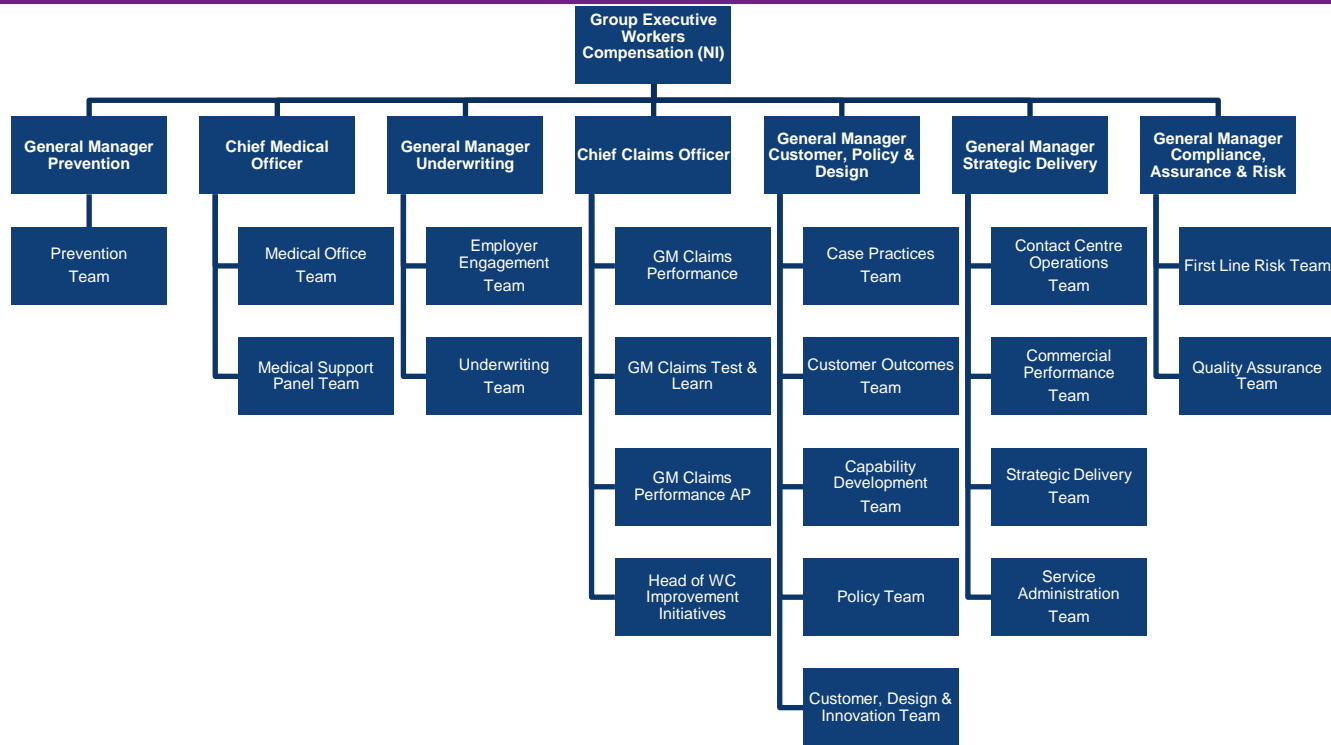 Group Executive
Workers
Compensation (NI)
General Manager
Prevention
Chief Medical
Officer
General Manager
Underwriting
Chief Claims Officer
General Manager
Customer, Policy &
Design
General Manager
Strategic Delivery
General Manager
Compliance,
Assurance & Risk
Prevention
Team
Medical Office
Team
Employer
Engagement
Team
GM Claims
Performance
Case Practices
Team
Contact Centre
Operations
Team
First Line Risk Team
Medical Support
Panel Team
Underwriting
Team
GM Claims Test &
Learn
Customer Outcomes
Team
Commercial
Performance
Team
Quality Assurance
Team
GM Claims
Performance AP
Capability
Development
Team
Strategic Delivery
Team
Head of WC
Improvement
Initiatives
Policy Team
Service
Administration
Team
Customer, Design &
Innovation Team